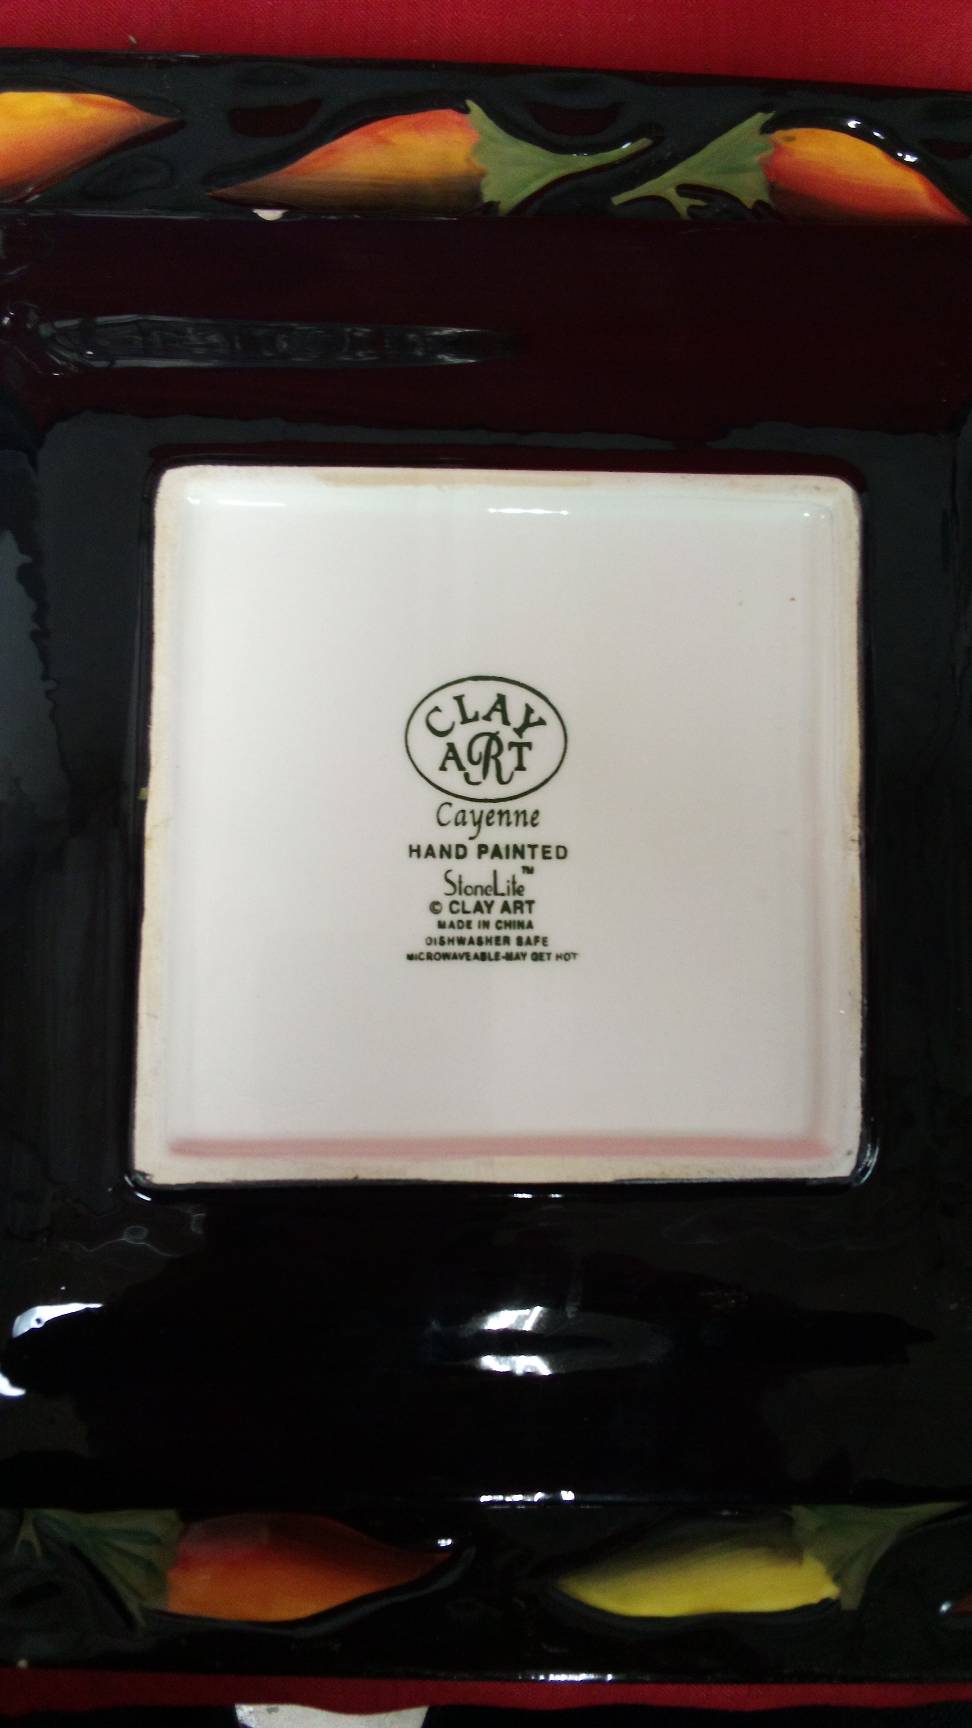 CLAY
ART
Cayenne
HAND PAINTED
StoneLite™
© CLAY ART
MADE IN CHINA
DISHWASHER SAFE
MICROWAVEABLE-MAY GET HOT